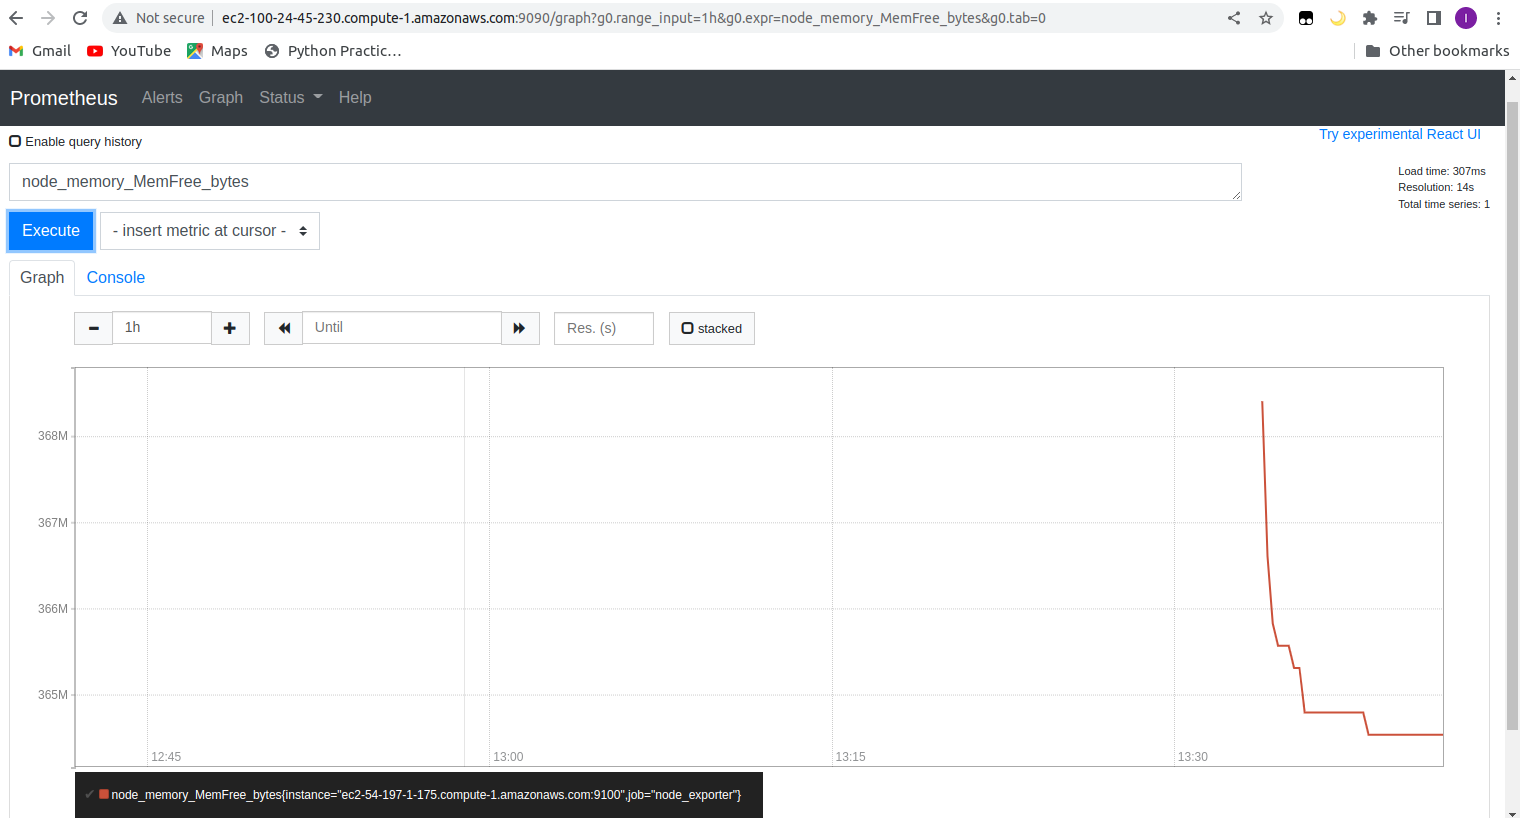 Not secure | ec2-100-24-45-230.compute-1.amazonaws.com:9090/graph?g0.range_input=1h&g0.expr=node_memory_MemFree_bytes&g0.tab=0
Gmail YouTube Maps Python Practic... Other bookmarks
Prometheus Alerts Graph Status Help
Enable query history
Try experimental React UI
node_memory_MemFree_bytes
Load time: 307ms
Resolution: 14s
Total time series: 1
Execute
- insert metric at cursor -
Graph Console
1h Until Res. (s) stacked
368M
367M
366M
365M
12:45 13:00 13:15 13:30
node_memory_MemFree_bytes{instance="ec2-54-197-1-175.compute-1.amazonaws.com:9100",job="node_exporter"}